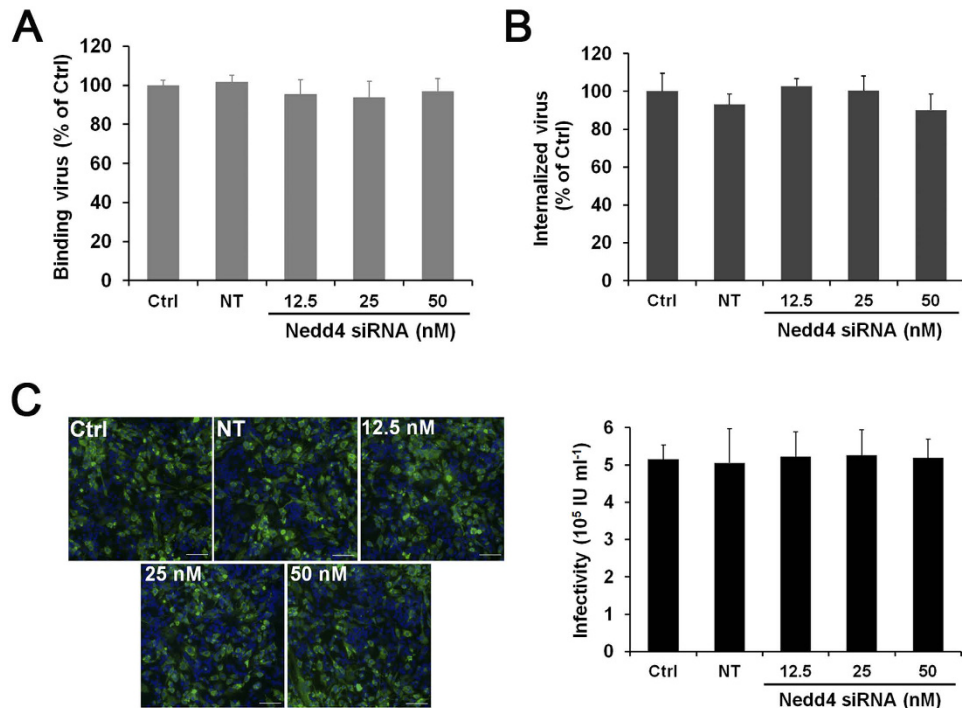 A
Binding virus (% of Ctrl)
120
100
80
60
40
20
0
Ctrl NT 12.5 25 50
Nedd4 siRNA (nM)
B
Internalized virus
(% of Ctrl)
120
100
80
60
40
20
0
Ctrl NT 12.5 25 50
Nedd4 siRNA (nM)
C
Ctrl
NT
12.5 nM
25 nM
50 nM
Infectivity (10⁵ IU ml⁻¹)
6
5
4
3
2
1
0
Ctrl NT 12.5 25 50
Nedd4 siRNA (nM)